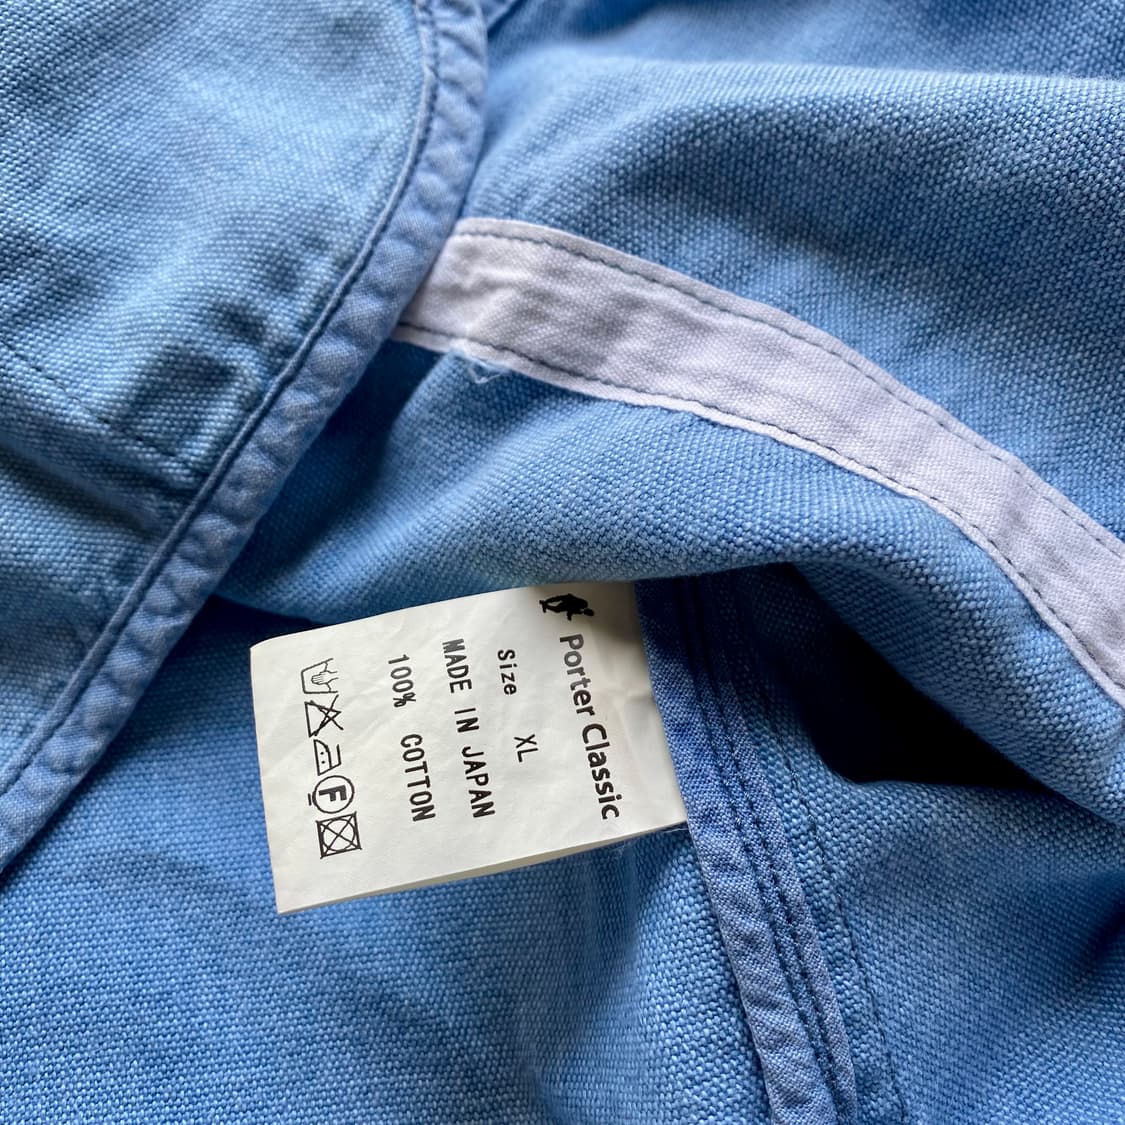 Porter Classic
Size XL
MADE IN JAPAN
100% COTTON
F